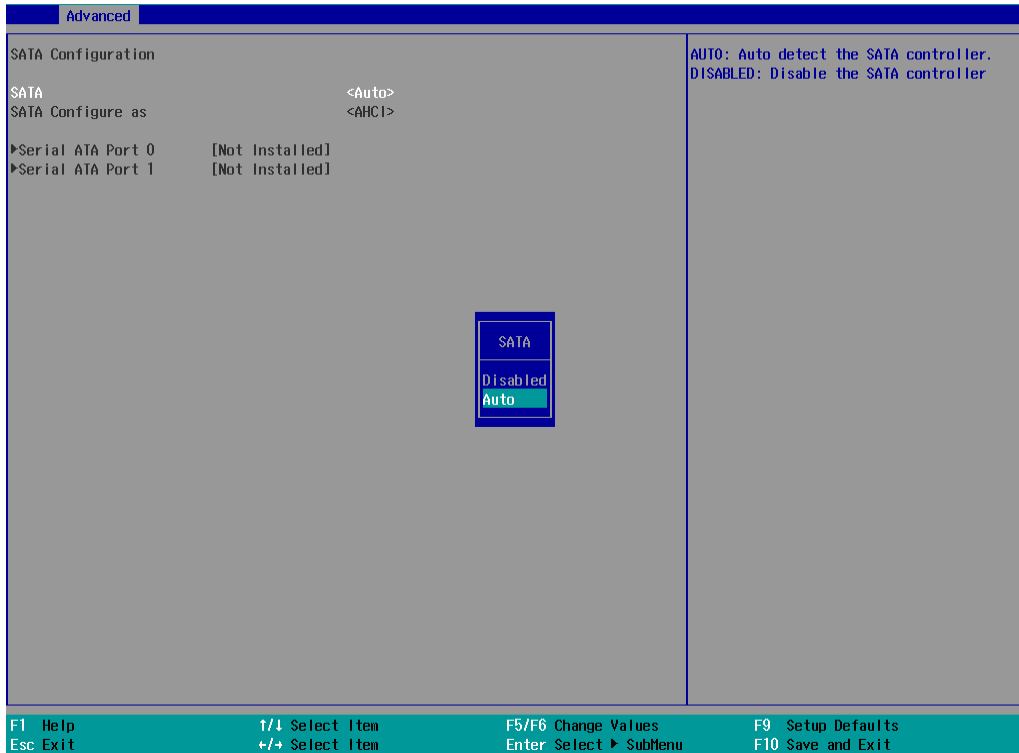 Advanced
SATA Configuration
SATA <Auto>
SATA Configure as <AHCI>
▶Serial ATA Port 0 [Not Installed]
▶Serial ATA Port 1 [Not Installed]
AUTO: Auto detect the SATA controller.
DISABLED: Disable the SATA controller
SATA
Disabled
Auto
F1 Help ↑/↓ Select Item F5/F6 Change Values F9 Setup Defaults
Esc Exit ←/→ Select Item Enter Select ▶ SubMenu F10 Save and Exit